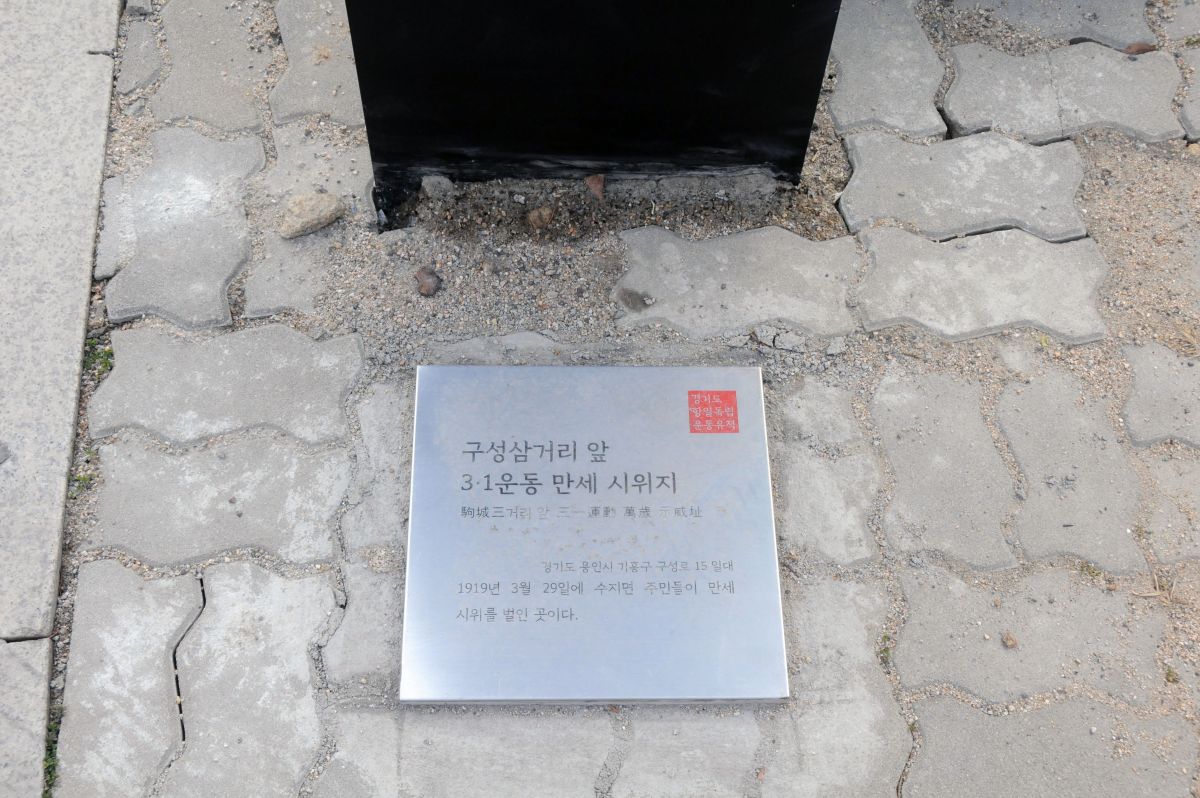 경기도
항일독립
운동유적
구성삼거리 앞
3·1운동 만세 시위지
駒城三거리 앞 三一運動 萬歲 示威址
경기도 용인시 기흥구 구성로 15 일대
1919년 3월 29일에 수지면 주민들이 만세
시위를 벌인 곳이다.